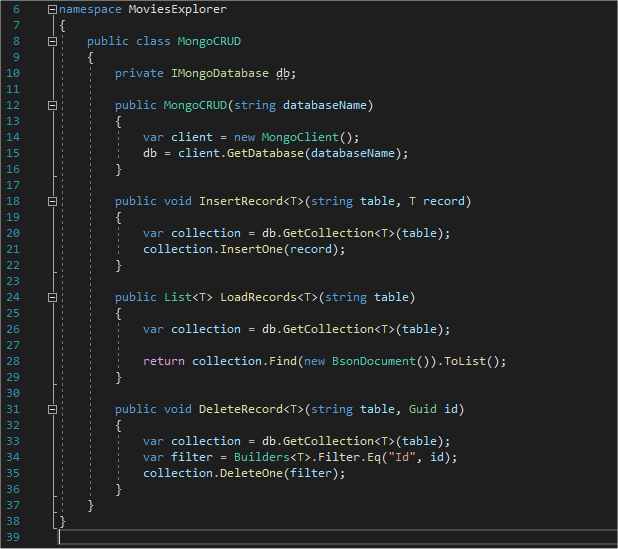 6 namespace MoviesExplorer
7 {
8 public class MongoCRUD
9 {
10 private IMongoDatabase db;
11
12 public MongoCRUD(string databaseName)
13 {
14 var client = new MongoClient();
15 db = client.GetDatabase(databaseName);
16 }
17
18 public void InsertRecord<T>(string table, T record)
19 {
20 var collection = db.GetCollection<T>(table);
21 collection.InsertOne(record);
22 }
23
24 public List<T> LoadRecords<T>(string table)
25 {
26 var collection = db.GetCollection<T>(table);
27
28 return collection.Find(new BsonDocument()).ToList();
29 }
30
31 public void DeleteRecord<T>(string table, Guid id)
32 {
33 var collection = db.GetCollection<T>(table);
34 var filter = Builders<T>.Filter.Eq("Id", id);
35 collection.DeleteOne(filter);
36 }
37 }
38 }
39